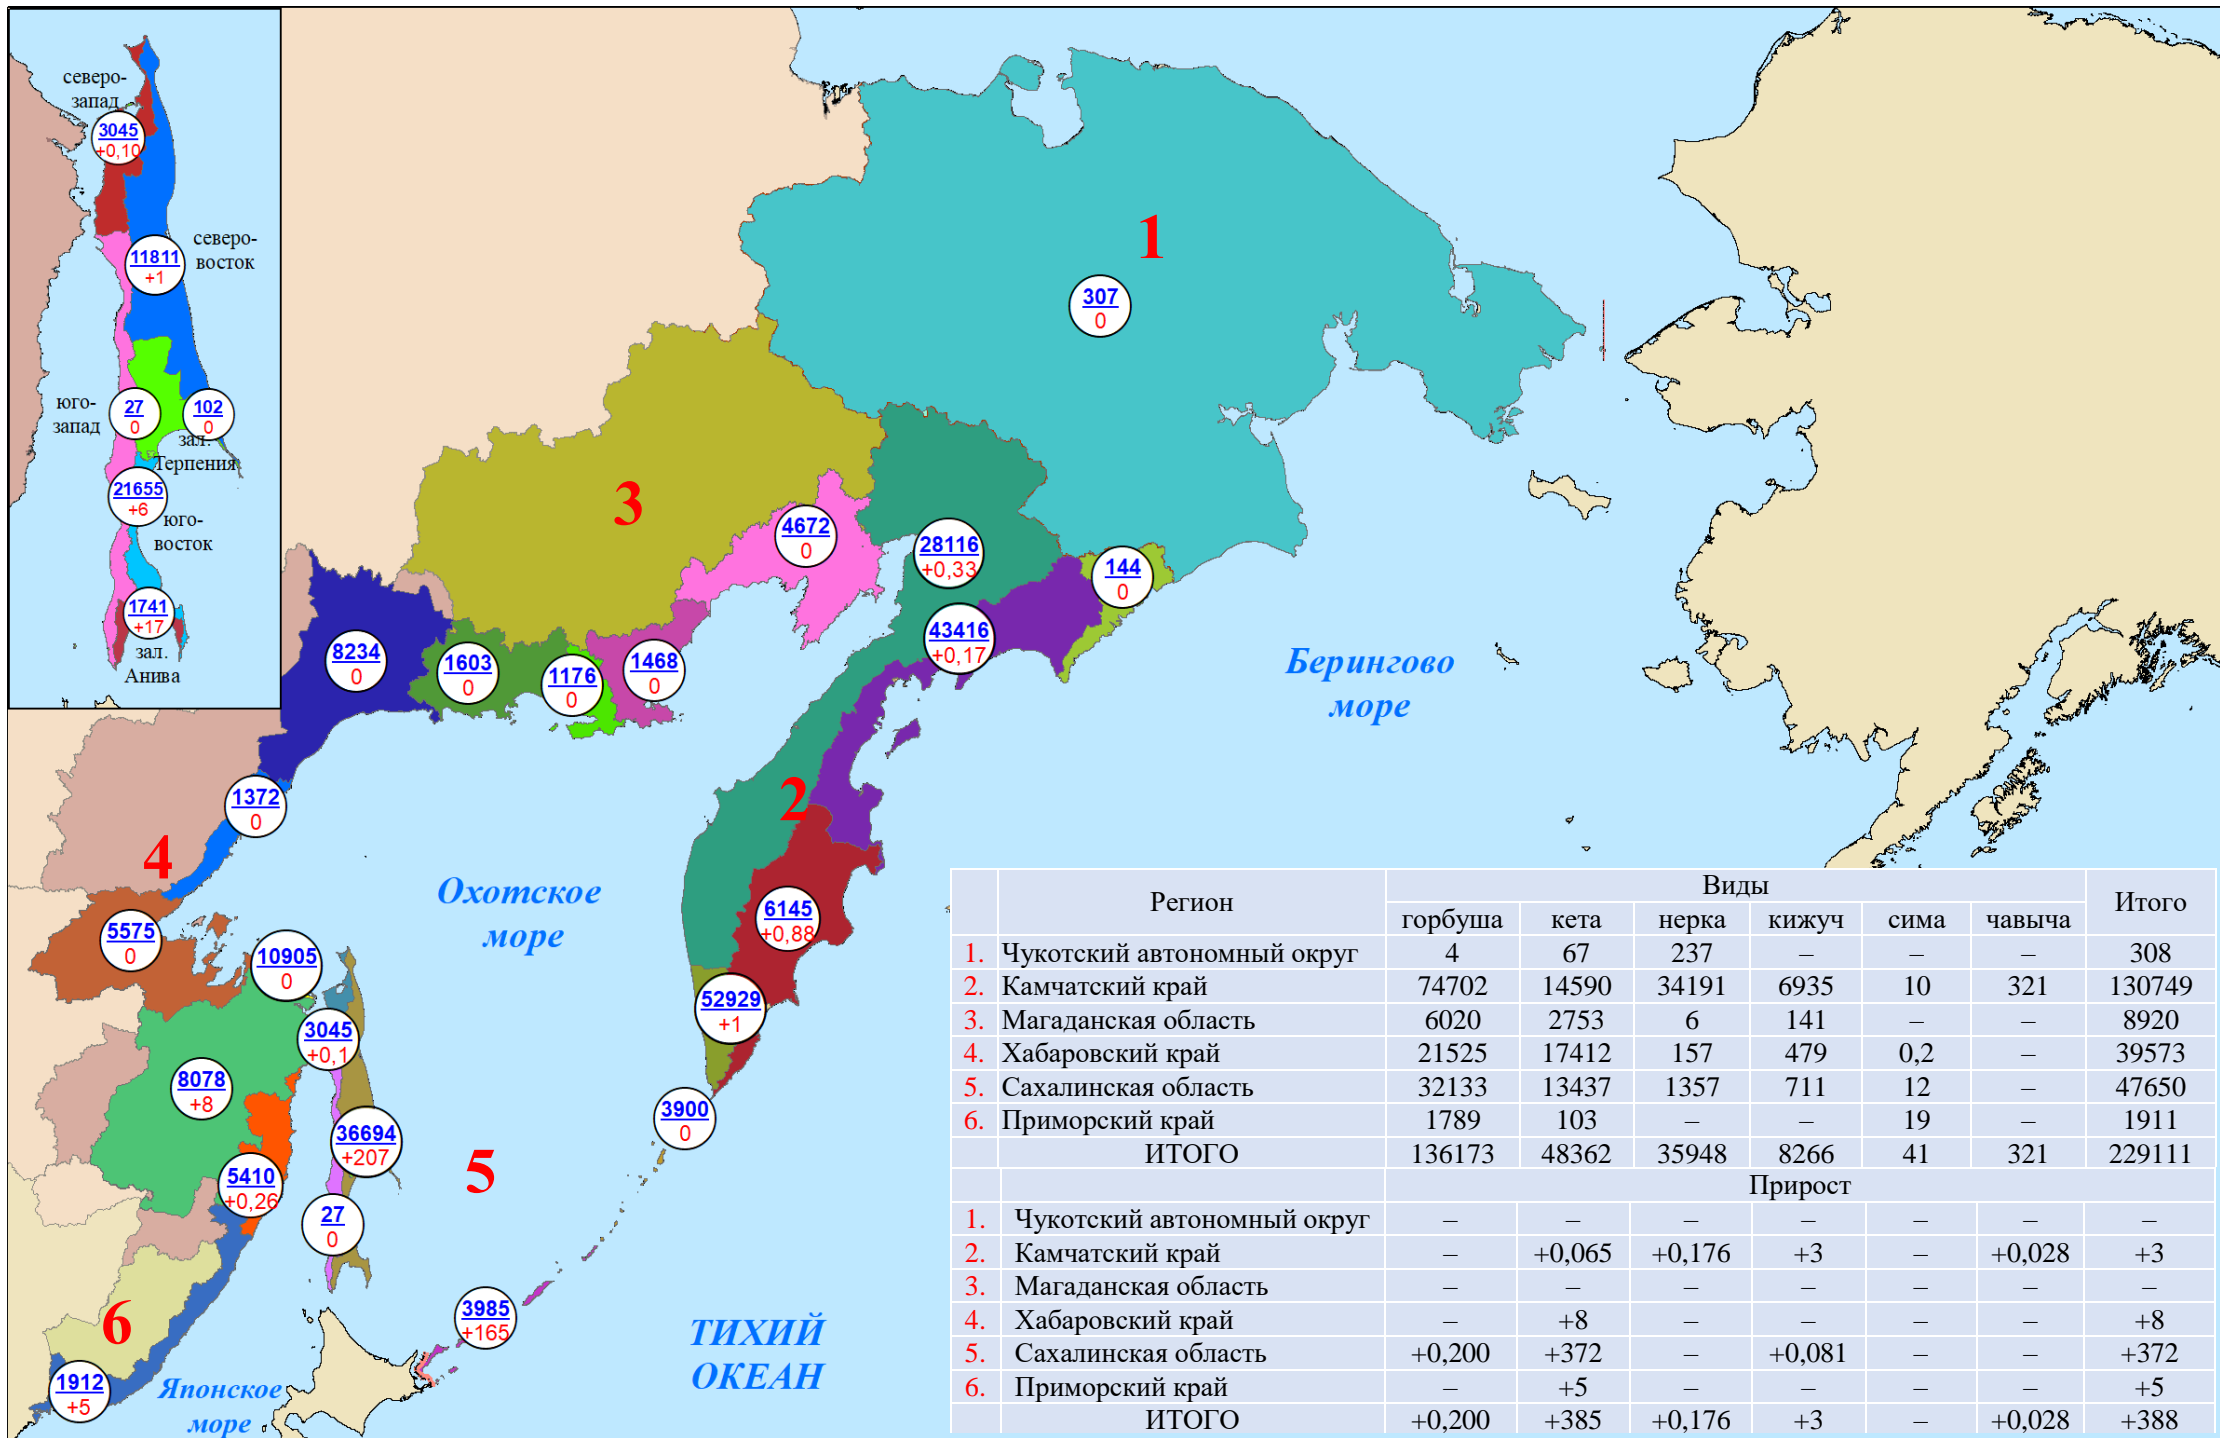 северо-
запад
3045
+0,10
северо-
восток
11811
+1
юго-
запад
27
0
102
0
зал.
Терпения
21655
+6
юго-
восток
1741
+17
зал.
Анива
1
307
0
3
4672
0
28116
+0,33
144
0
43416
+0,17
8234
0
1603
0
1176
0
1468
0
Берингово
море
1372
0
2
4
Охотское
море
6145
+0,88
5575
0
10905
0
52929
+1
3045
+0,1
8078
+8
3900
0
36694
+207
5
5410
+0,26
27
0
3985
+165
6
ТИХИЙ
ОКЕАН
1912
+5
Японское
море
Регион Виды Итого
горбуша кета нерка кижуч сима чавыча
1. Чукотский автономный округ 4 67 237 – – – 308
2. Камчатский край 74702 14590 34191 6935 10 321 130749
3. Магаданская область 6020 2753 6 141 – – 8920
4. Хабаровский край 21525 17412 157 479 0,2 – 39573
5. Сахалинская область 32133 13437 1357 711 12 – 47650
6. Приморский край 1789 103 – – 19 – 1911
ИТОГО 136173 48362 35948 8266 41 321 229111
Прирост
1. Чукотский автономный округ – – – – – – –
2. Камчатский край – +0,065 +0,176 +3 – +0,028 +3
3. Магаданская область – – – – – – –
4. Хабаровский край – +8 – – – – +8
5. Сахалинская область +0,200 +372 – +0,081 – – +372
6. Приморский край – +5 – – – – +5
ИТОГО +0,200 +385 +0,176 +3 – +0,028 +388